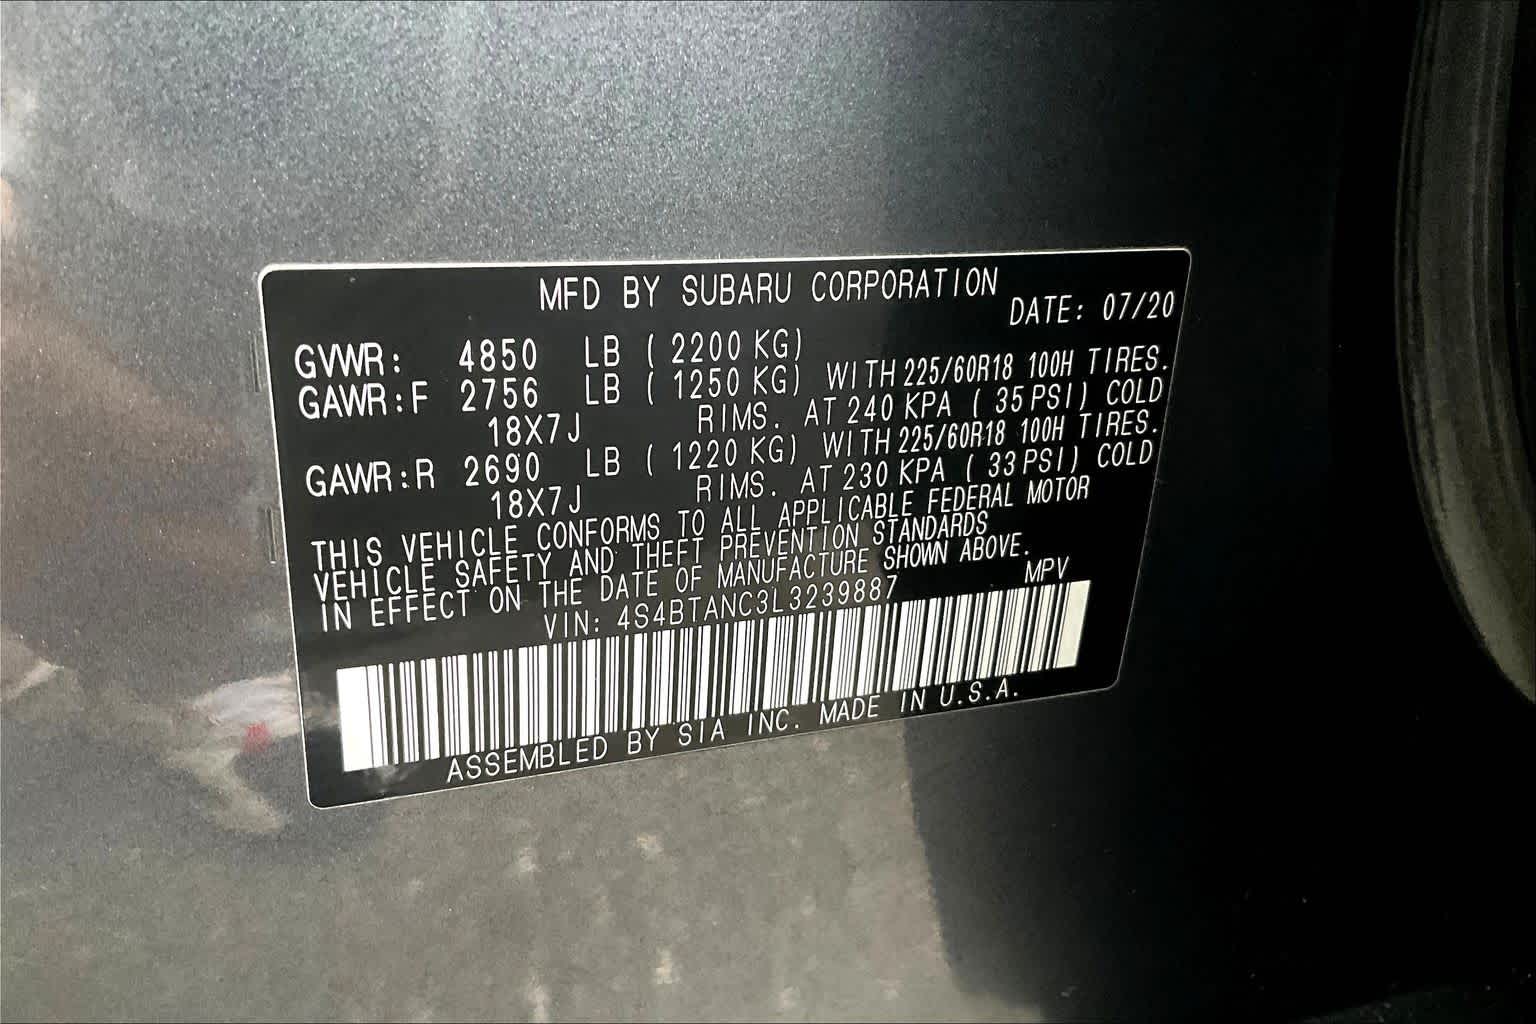 MFD BY SUBARU CORPORATION
DATE: 07/20
GVWR: 4850 LB ( 2200 KG)
GAWR:F 2756 LB ( 1250 KG) WITH 225/60R18 100H TIRES.
18X7J RIMS. AT 240 KPA ( 35 PSI) COLD
GAWR:R 2690 LB ( 1220 KG) WITH 225/60R18 100H TIRES.
18X7J RIMS. AT 230 KPA ( 33 PSI) COLD
THIS VEHICLE CONFORMS TO ALL APPLICABLE FEDERAL MOTOR
VEHICLE SAFETY AND THEFT PREVENTION STANDARDS
IN EFFECT ON THE DATE OF MANUFACTURE SHOWN ABOVE.
VIN: 4S4BTANC3L3239887 MPV
ASSEMBLED BY SIA INC. MADE IN U.S.A.